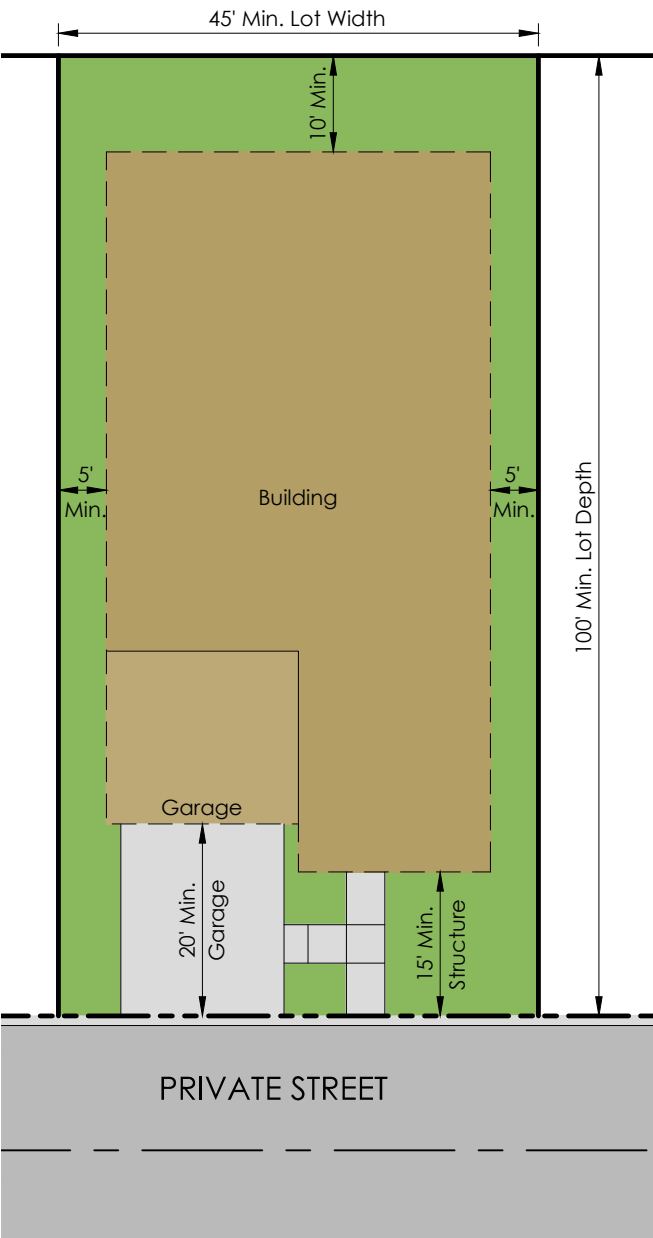 45' Min. Lot Width
10' Min.
5'
Min.
Building
5'
Min.
100' Min. Lot Depth
Garage
20' Min.
Garage
15' Min.
Structure
PRIVATE STREET